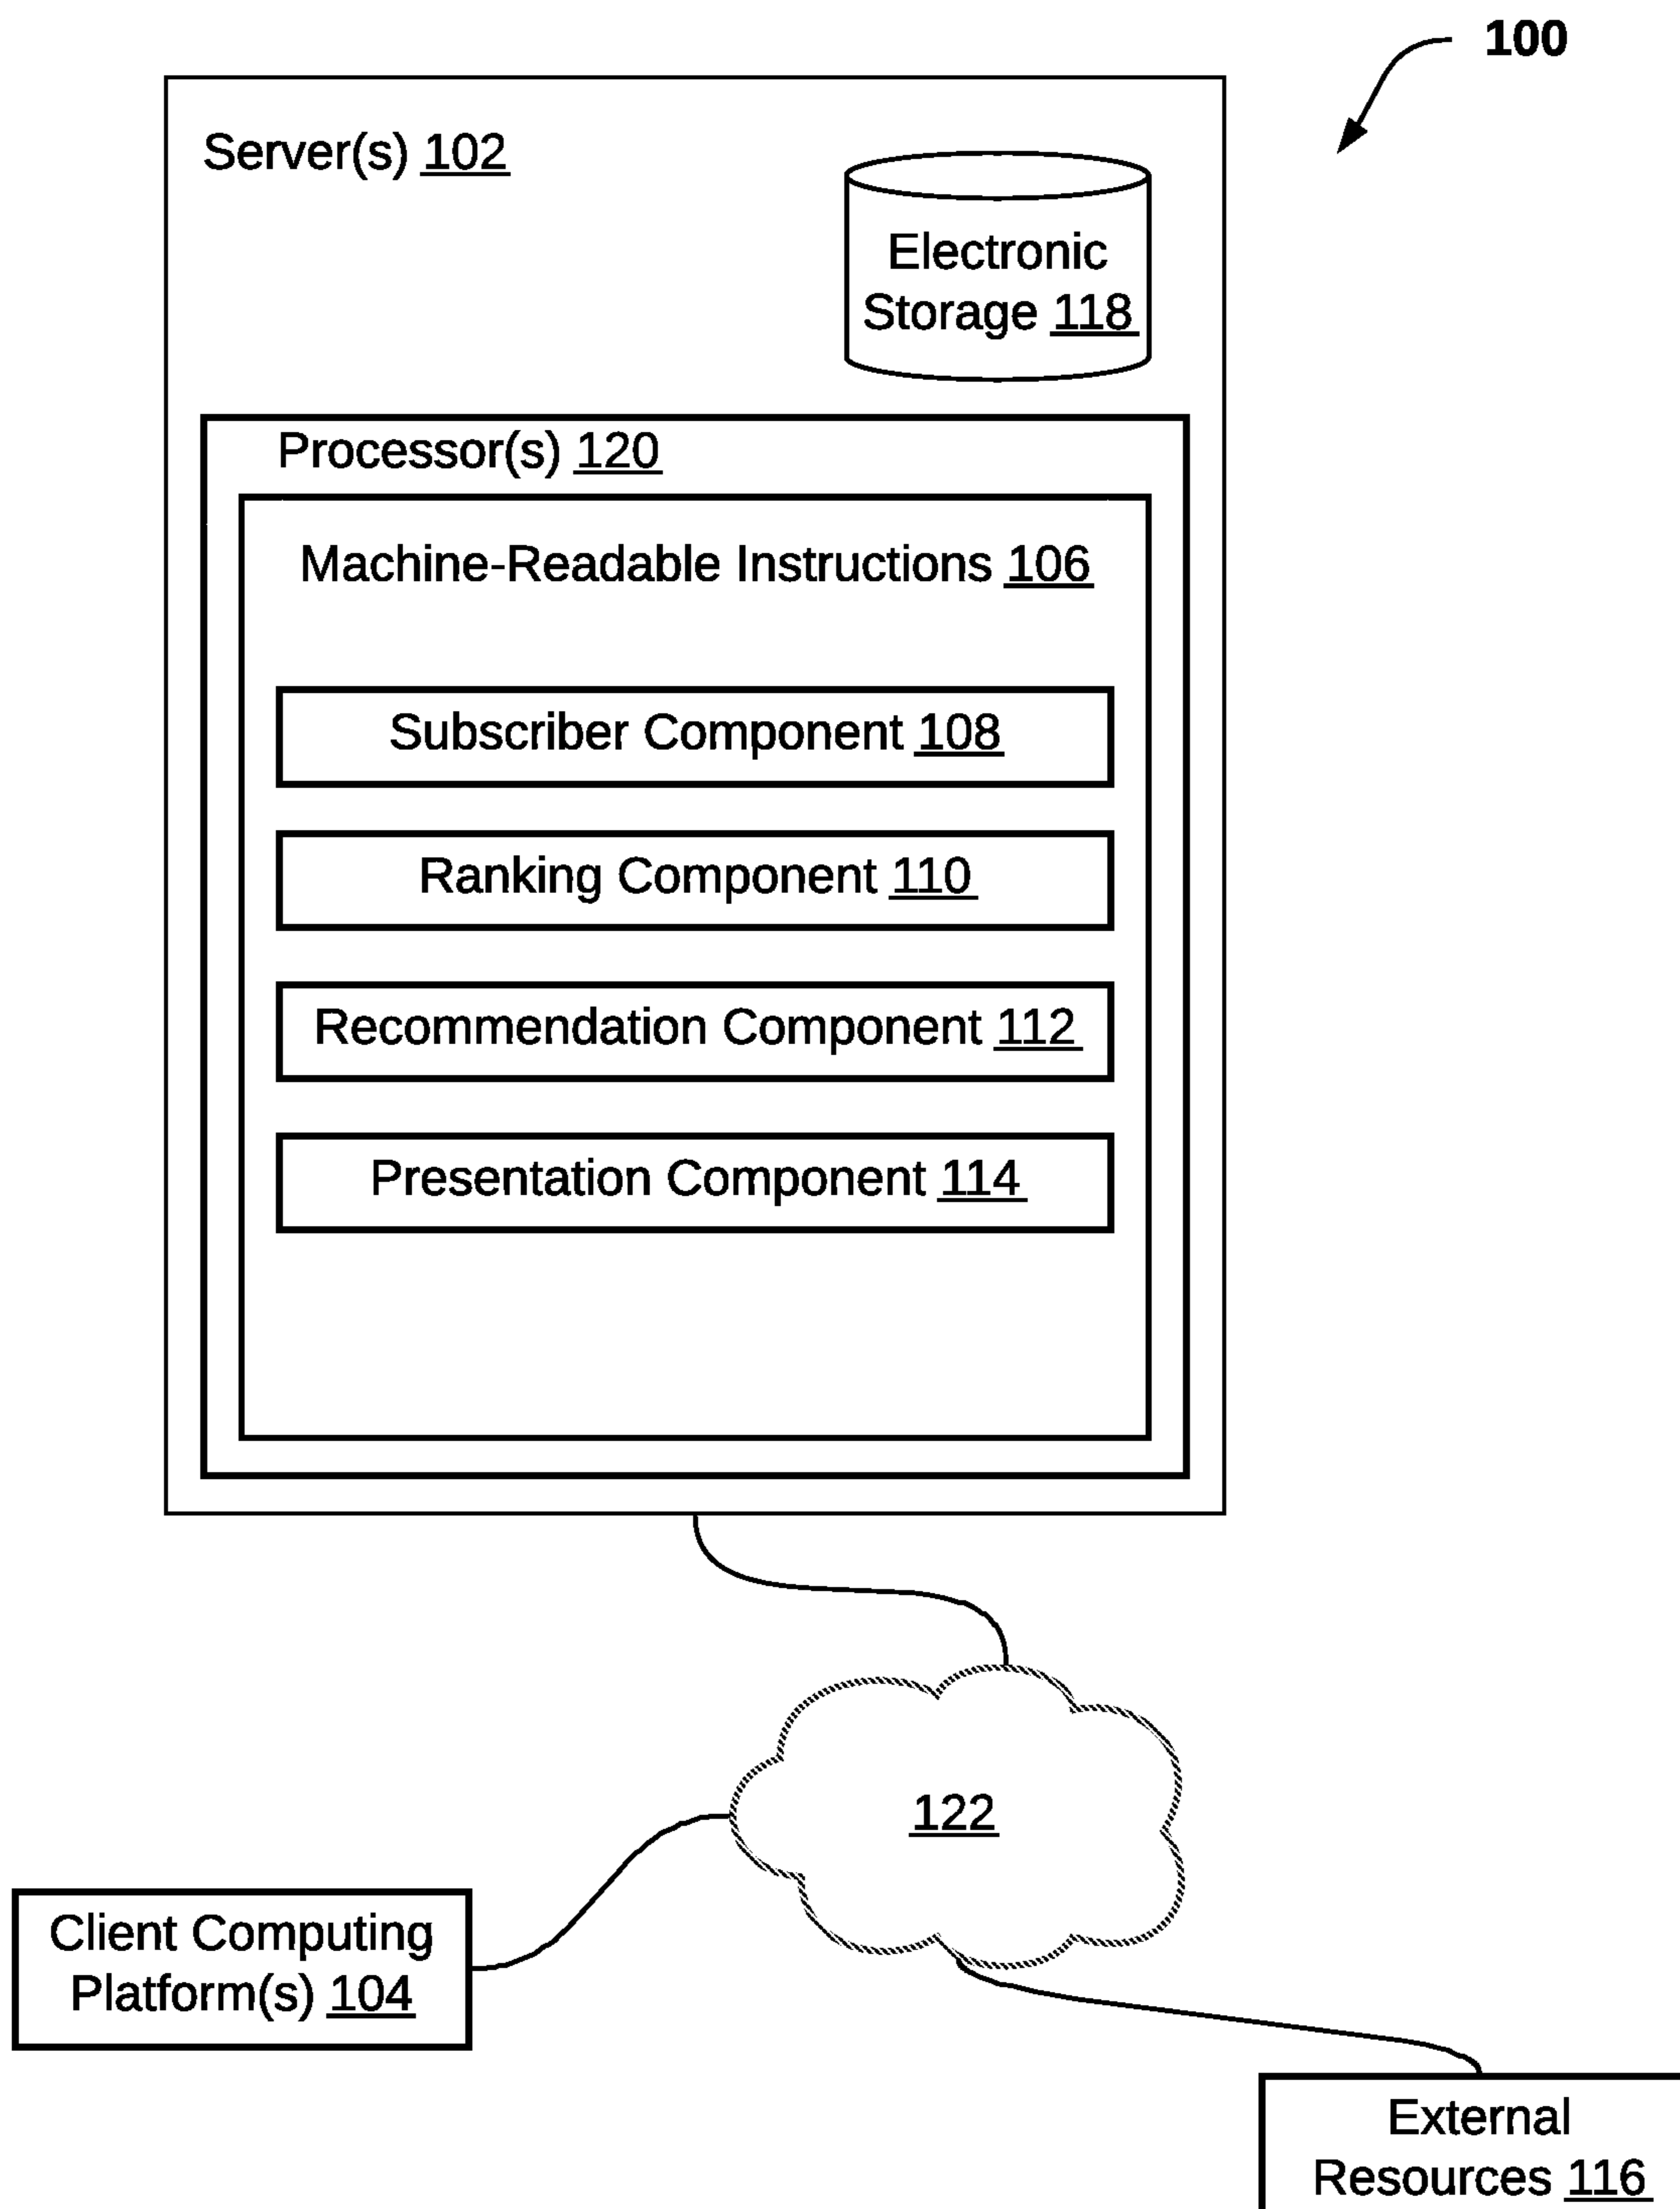 100
Server(s) 102
Electronic
Storage 118
Processor(s) 120
Machine-Readable Instructions 106
Subscriber Component 108
Ranking Component 110
Recommendation Component 112
Presentation Component 114
122
Client Computing
Platform(s) 104
External
Resources 116